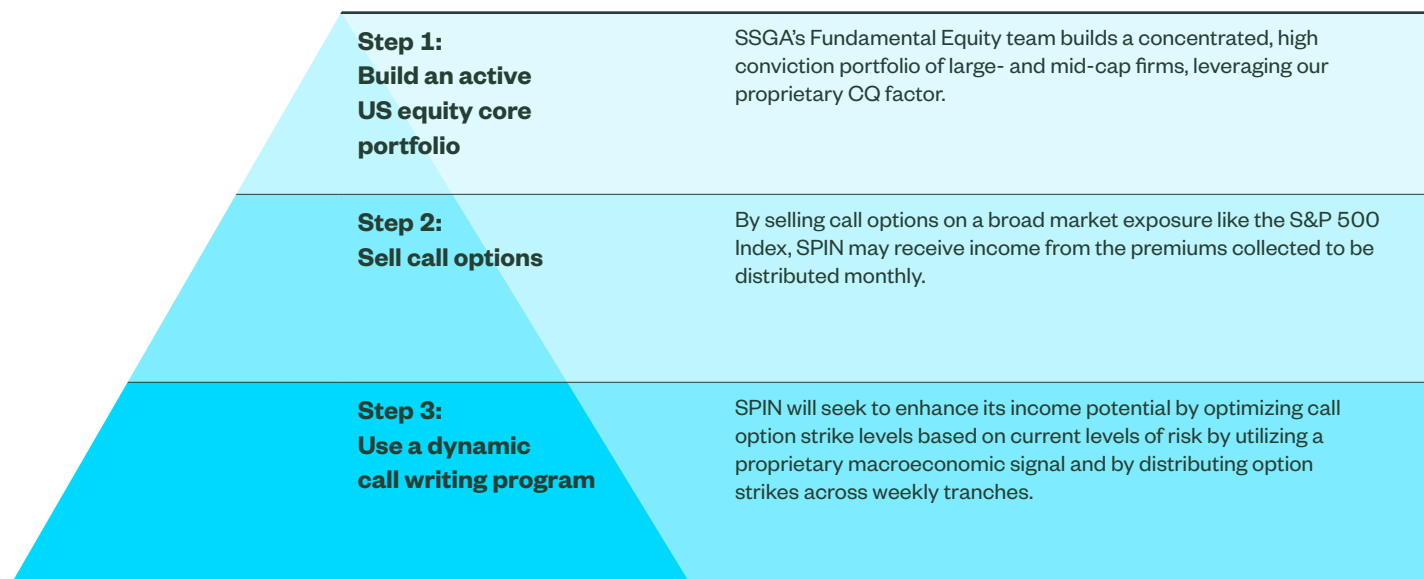 Step 1:
Build an active
US equity core
portfolio
SSGA's Fundamental Equity team builds a concentrated, high
conviction portfolio of large- and mid-cap firms, leveraging our
proprietary CQ factor.
Step 2:
Sell call options
By selling call options on a broad market exposure like the S&P 500
Index, SPIN may receive income from the premiums collected to be
distributed monthly.
Step 3:
Use a dynamic
call writing program
SPIN will seek to enhance its income potential by optimizing call
option strike levels based on current levels of risk by utilizing a
proprietary macroeconomic signal and by distributing option
strikes across weekly tranches.